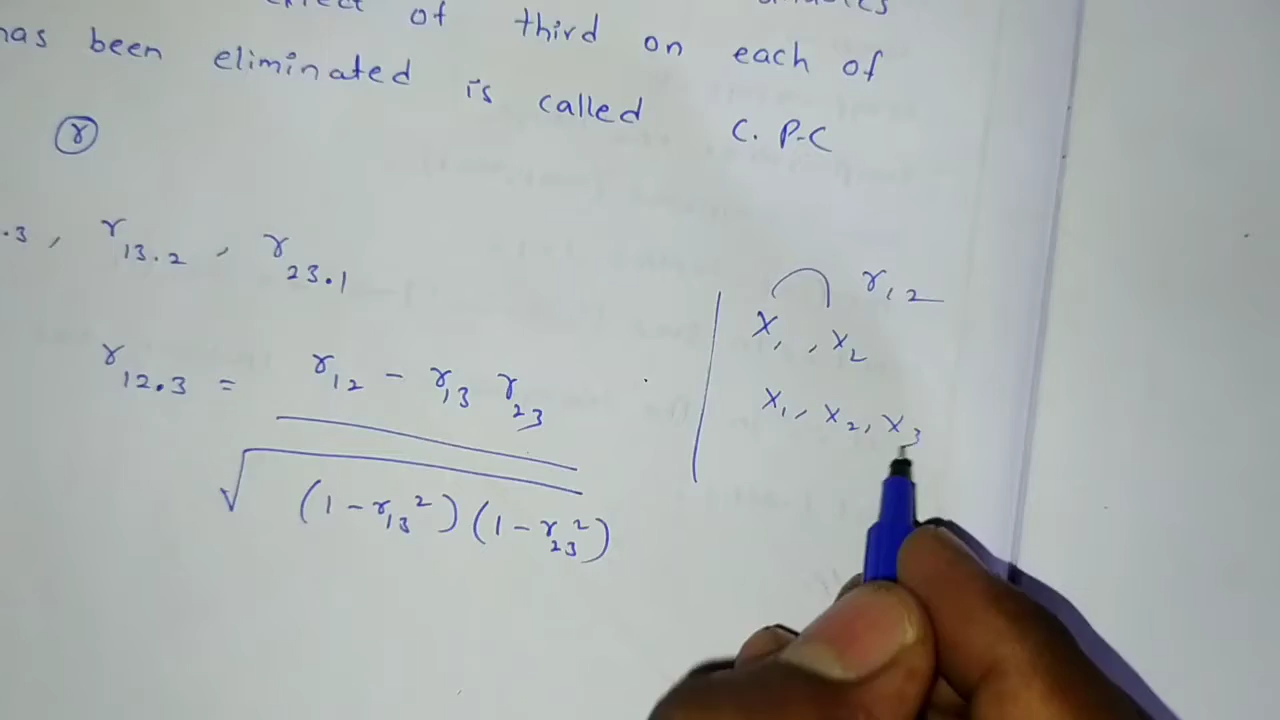 of third on each of
has been eliminated is called C.P.C
r
.3, r13.2, r23.1
r12.3 = r12 - r13 r23
√(1-r13²)(1-r23²)
r12
X1, X2
X1, X2, X3